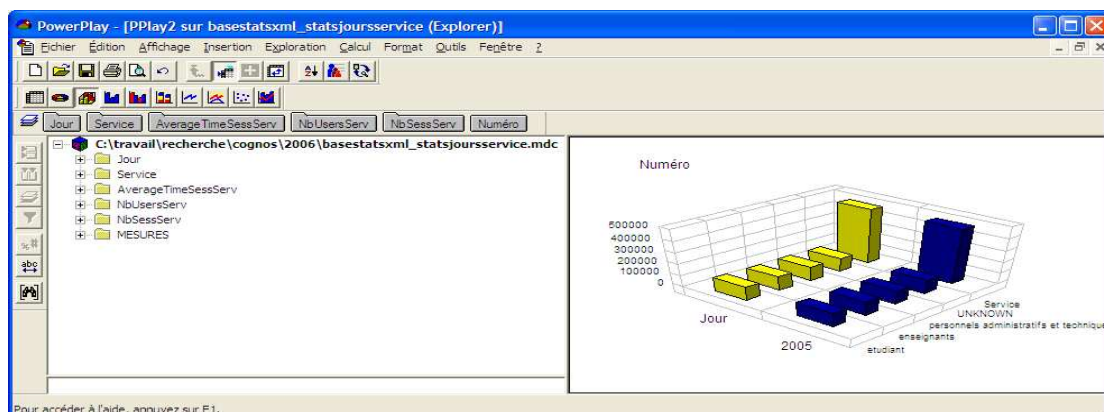 PowerPlay - [PPlay2 sur basestatsxml_statsjoursservice (Explorer)]
Fichier Édition Affichage Insertion Exploration Calcul Format Outils Fenêtre ?
Jour Service AverageTimeSessServ NbUsersServ NbSessServ Numéro
C:\travail\recherche\cognos\2006\basestatsxml_statsjoursservice.mdc
Jour
Service
AverageTimeSessServ
NbUsersServ
NbSessServ
MESURES
abc
Numéro
500000
400000
300000
200000
100000
0
Jour
2005
Service
UNKNOWN
personnels administratifs et technique
enseignants
etudiant
Pour accéder à l'aide, appuyez sur F1.